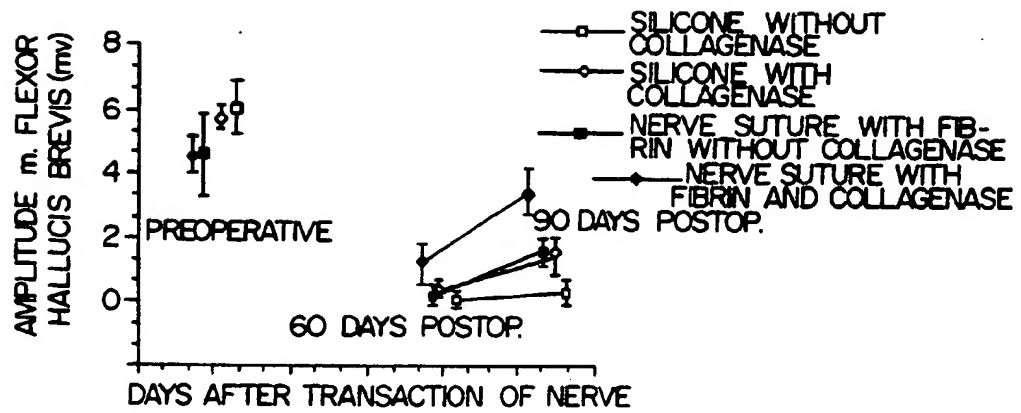 AMPLITUDE m. FLEXOR
HALLUCIS BREVIS (mv)
8
6
4
2
0
PREOPERATIVE
60 DAYS POSTOP.
90 DAYS POSTOP.
DAYS AFTER TRANSACTION OF NERVE
SILICONE WITHOUT
COLLAGENASE
SILICONE WITH
COLLAGENASE
NERVE SUTURE WITH FIB-
RIN WITHOUT COLLAGENASE
NERVE SUTURE WITH
FIBRIN AND COLLAGENASE